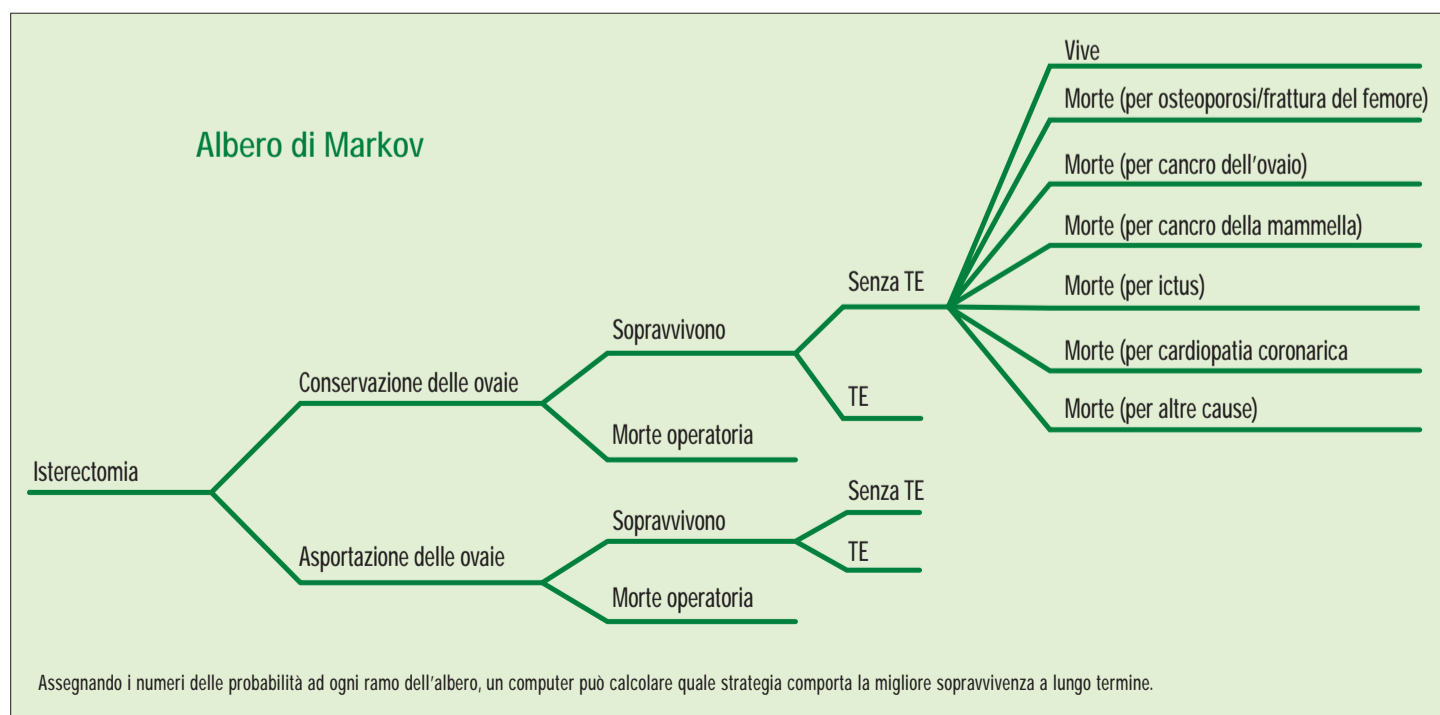 Albero di Markov
Isterectomia
Conservazione delle ovaie
Sopravvivono
Senza TE
Vive
Morte (per osteoporosi/frattura del femore)
Morte (per cancro dell'ovaio)
Morte (per cancro della mammella)
Morte (per ictus)
Morte (per cardiopatia coronarica
Morte (per altre cause)
TE
Morte operatoria
Asportazione delle ovaie
Sopravvivono
Senza TE
TE
Morte operatoria
Assegnando i numeri delle probabilità ad ogni ramo dell'albero, un computer può calcolare quale strategia comporta la migliore sopravvivenza a lungo termine.